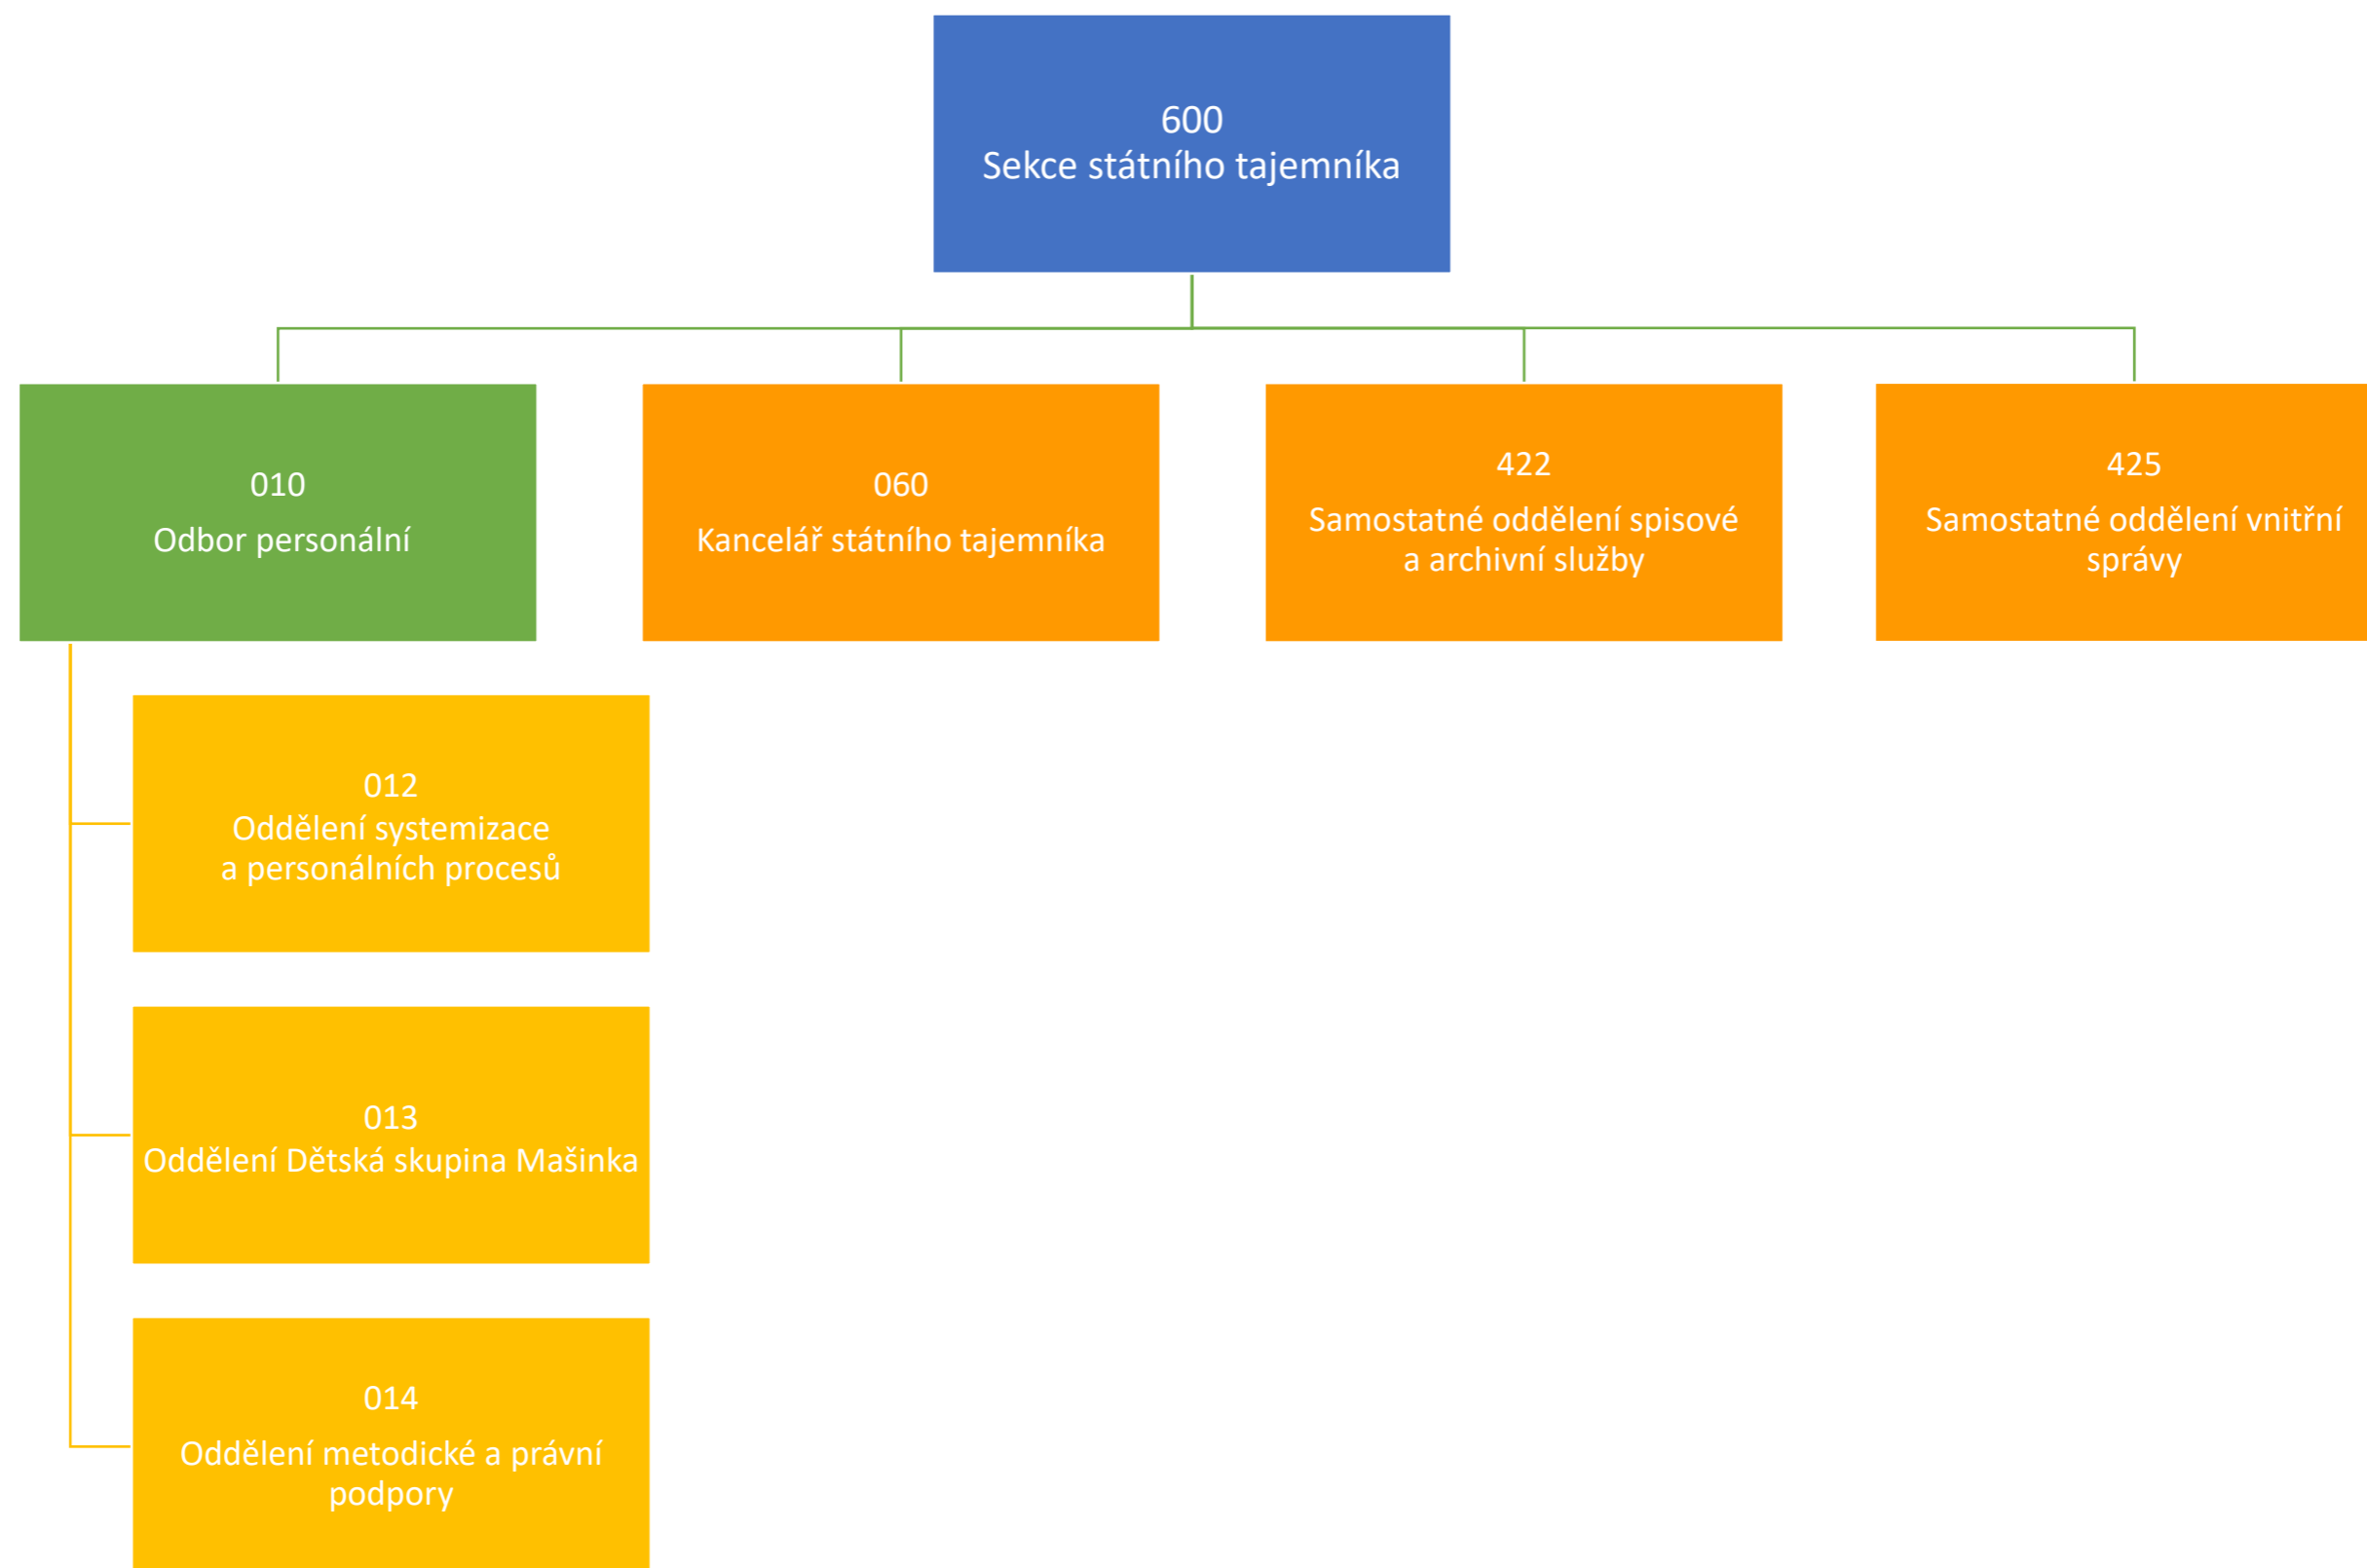 600
Sekce státního tajemníka
010
Odbor personální
060
Kancelář státního tajemníka
422
Samostatné oddělení spisové
a archivní služby
425
Samostatné oddělení vnitřní
správy
012
Oddělení systemizace
a personálních procesů
013
Oddělení Dětská skupina Mašinka
014
Oddělení metodické a právní
podpory